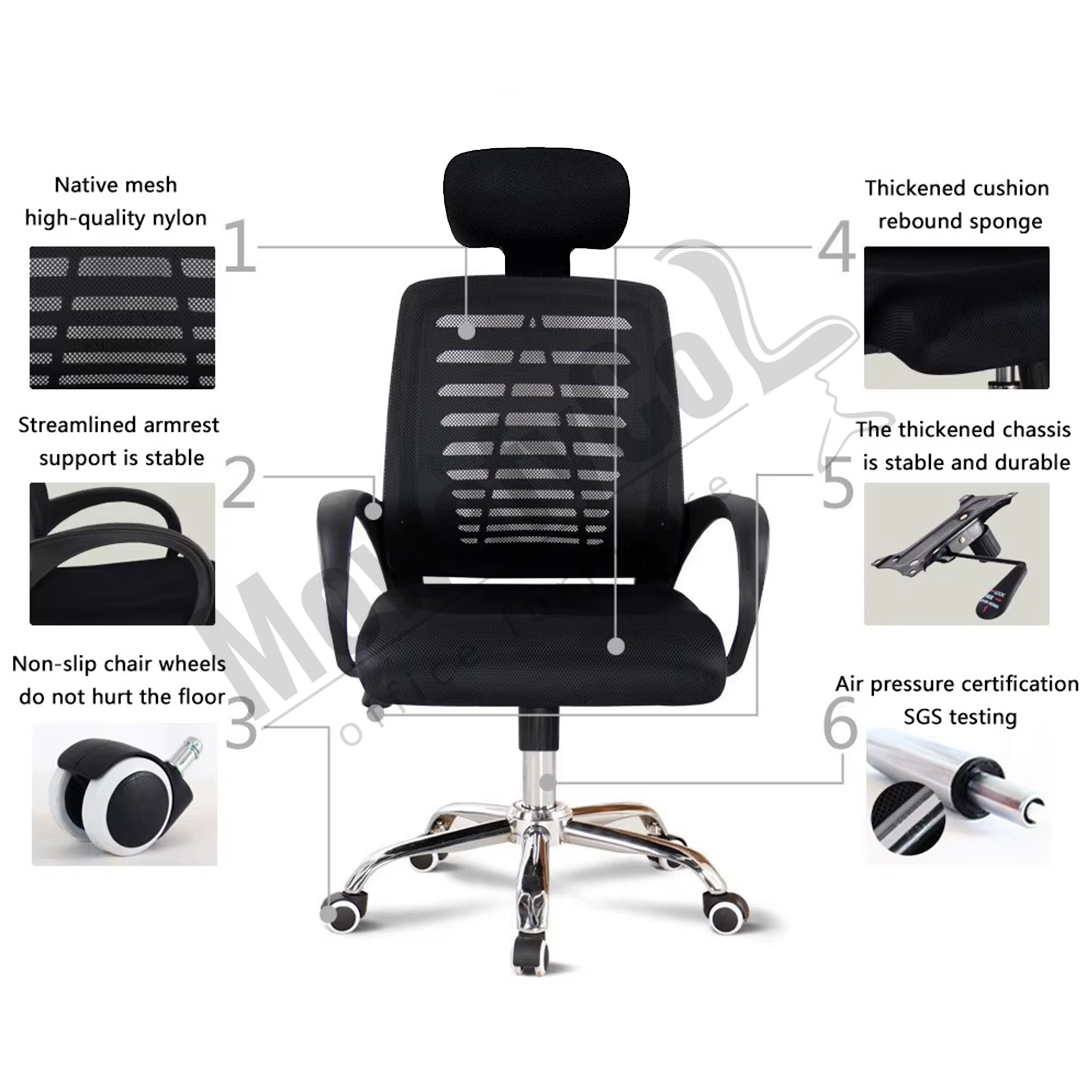 Native mesh
high-quality nylon
1
Streamlined armrest
support is stable
2
Non-slip chair wheels
do not hurt the floor
3
Thickened cushion
rebound sponge
4
The thickened chassis
is stable and durable
5
Air pressure certification
SGS testing
6
office